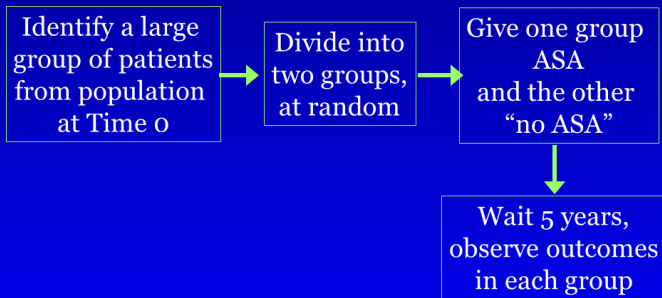 Identify a large
group of patients
from population
at Time 0
Divide into
two groups,
at random
Give one group
ASA
and the other
“no ASA”
Wait 5 years,
observe outcomes
in each group